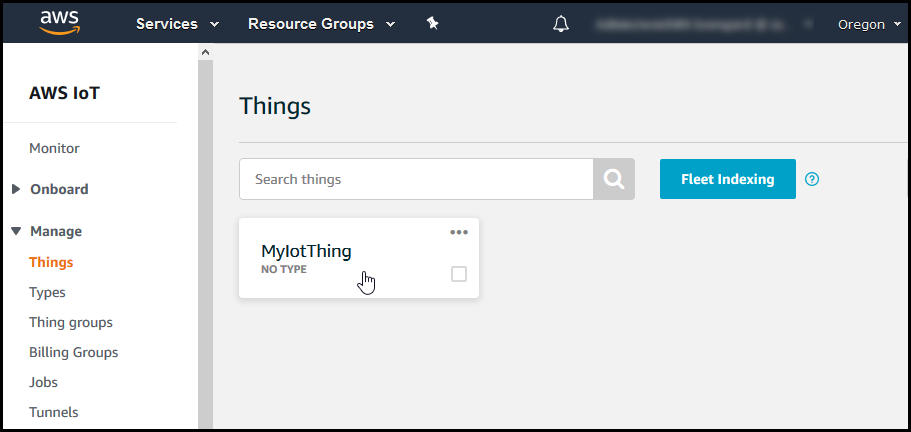 aws Services Resource Groups Oregon
AWS IoT
Things
Monitor
Search things Fleet Indexing ?
Onboard
Manage
MyIotThing •••
NO TYPE
Things
Types
Thing groups
Billing Groups
Jobs
Tunnels